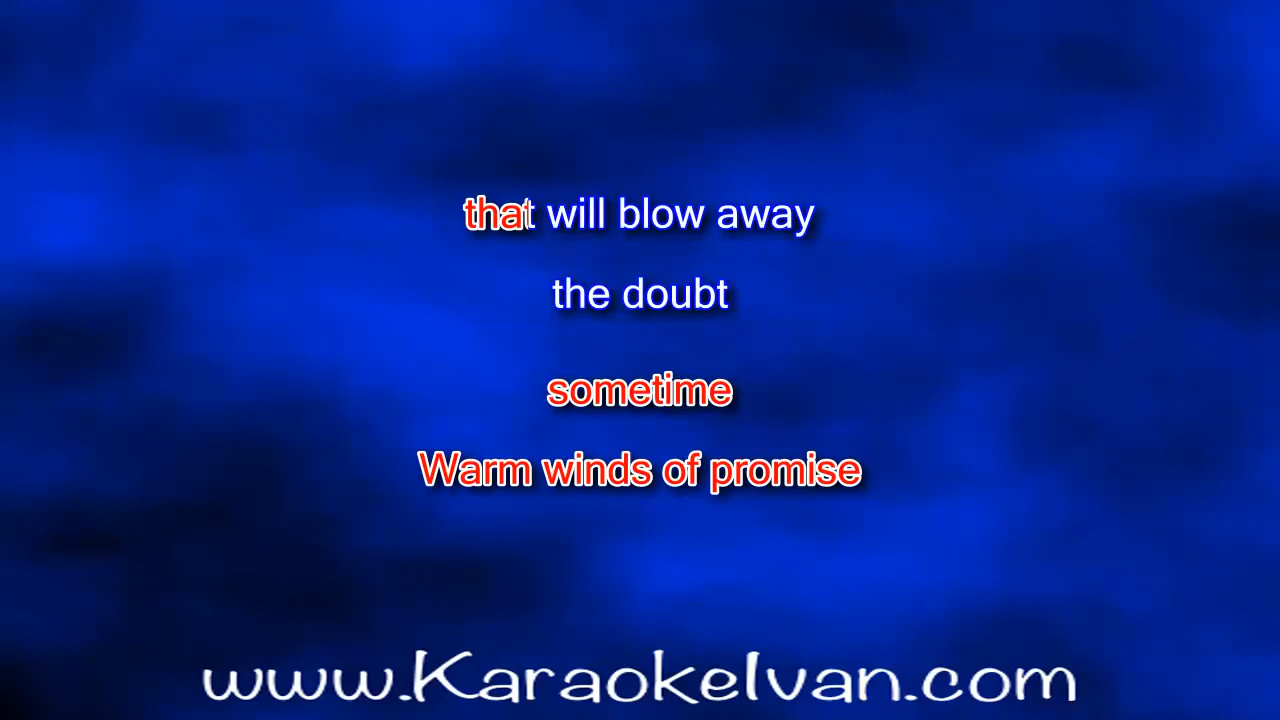 that will blow away
the doubt
sometime
Warm winds of promise
www.KaraokeIvan.com